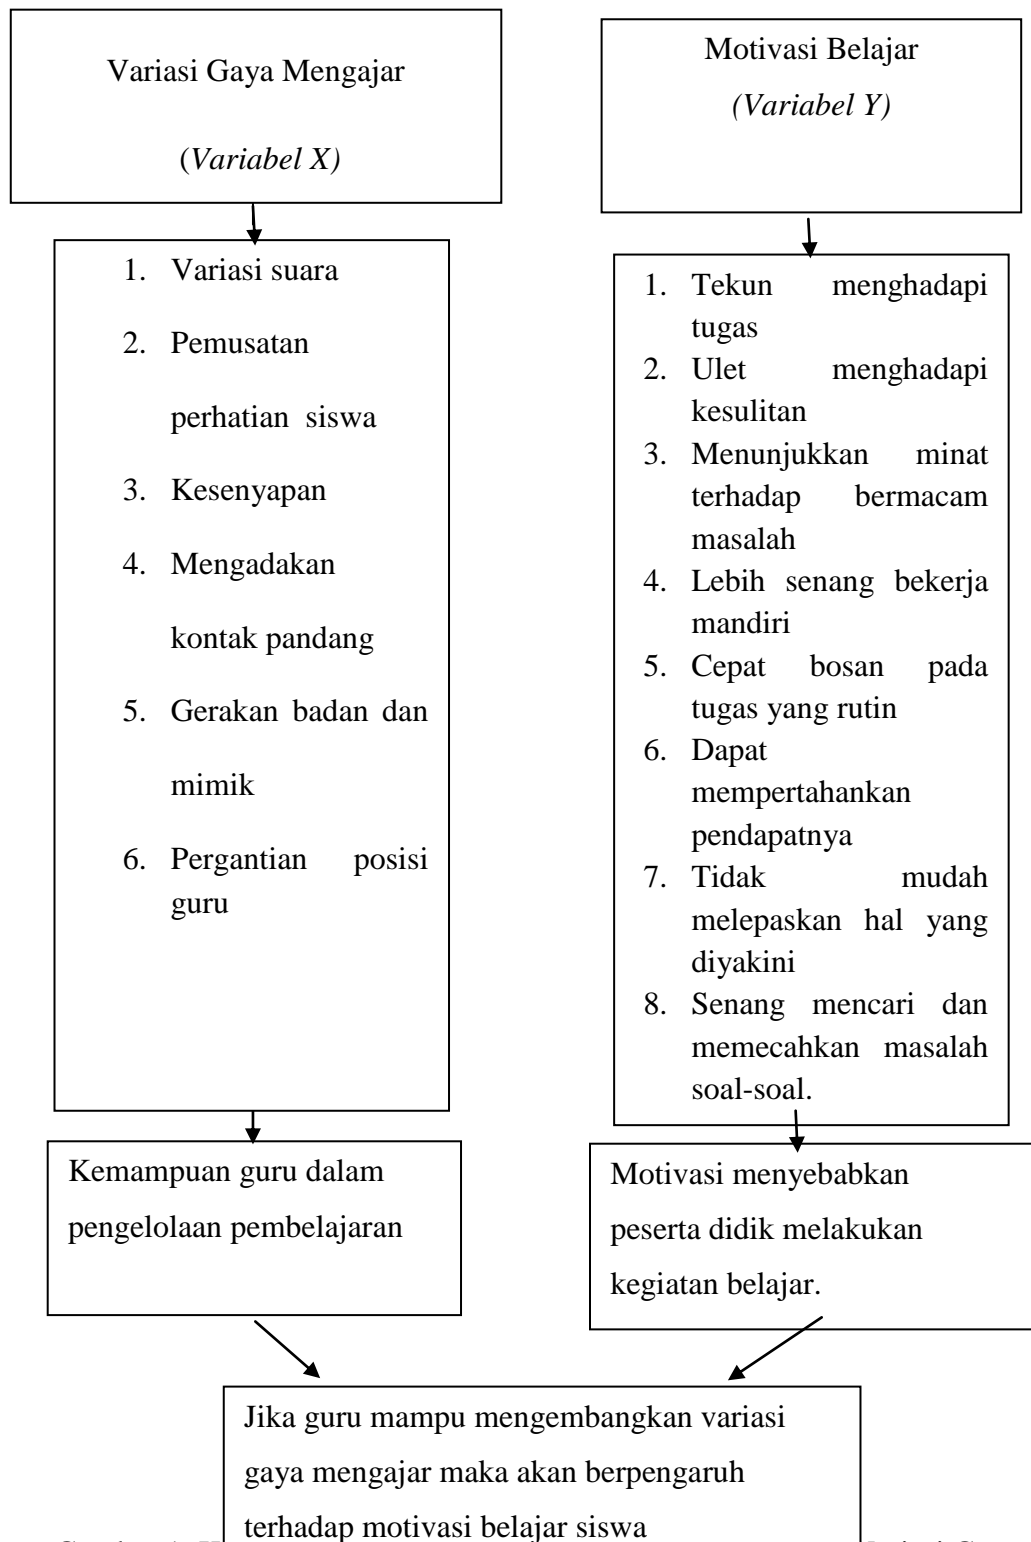 Variasi Gaya Mengajar
(Variabel X)
Motivasi Belajar
(Variabel Y)
1. Variasi suara
2. Pemusatan
perhatian siswa
3. Kesenyapan
4. Mengadakan
kontak pandang
5. Gerakan badan dan
mimik
6. Pergantian posisi
guru
1. Tekun menghadapi
tugas
2. Ulet menghadapi
kesulitan
3. Menunjukkan minat
terhadap bermacam
masalah
4. Lebih senang bekerja
mandiri
5. Cepat bosan pada
tugas yang rutin
6. Dapat
mempertahankan
pendapatnya
7. Tidak mudah
melepaskan hal yang
diyakini
8. Senang mencari dan
memecahkan masalah
soal-soal.
Kemampuan guru dalam
pengelolaan pembelajaran
Motivasi menyebabkan
peserta didik melakukan
kegiatan belajar.
Jika guru mampu mengembangkan variasi
gaya mengajar maka akan berpengaruh
terhadap motivasi belajar siswa